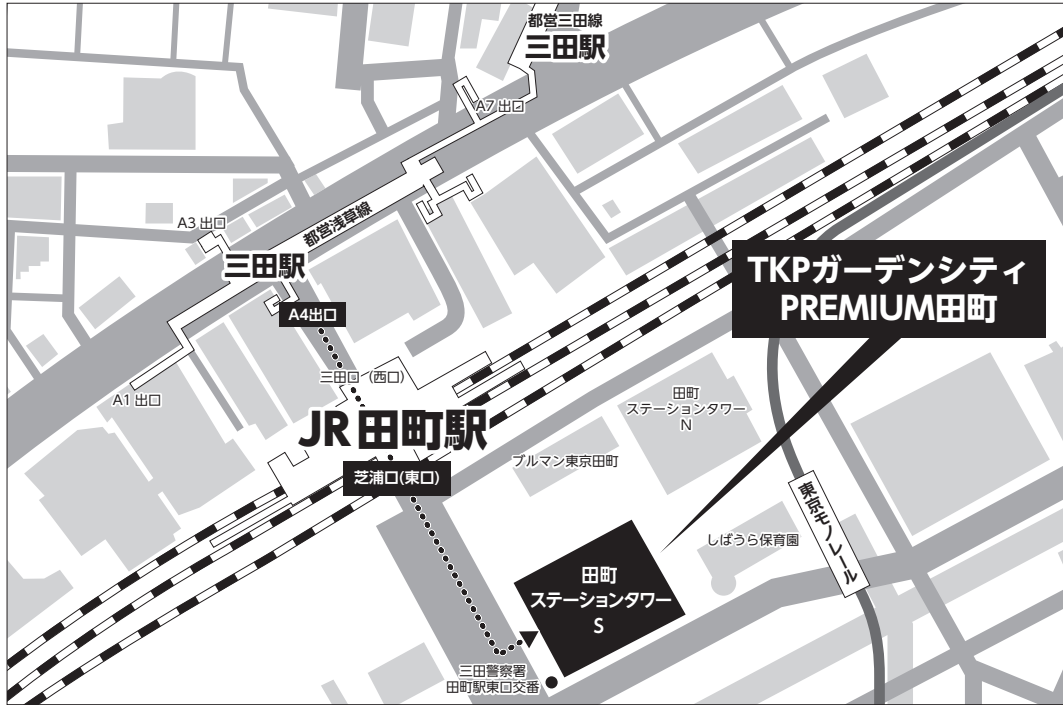 都営三田線
三田駅
A7 出口
A3 出口
都営浅草線
三田駅
A4出口
TKPガーデンシティ
PREMIUM田町
三田口（西口）
A1 出口
田町
ステーションタワー
N
JR 田町駅
プルマン東京田町
芝浦口(東口)
東京モノレール
しばうら保育園
田町
ステーションタワー
S
三田警察署
田町駅東口交番